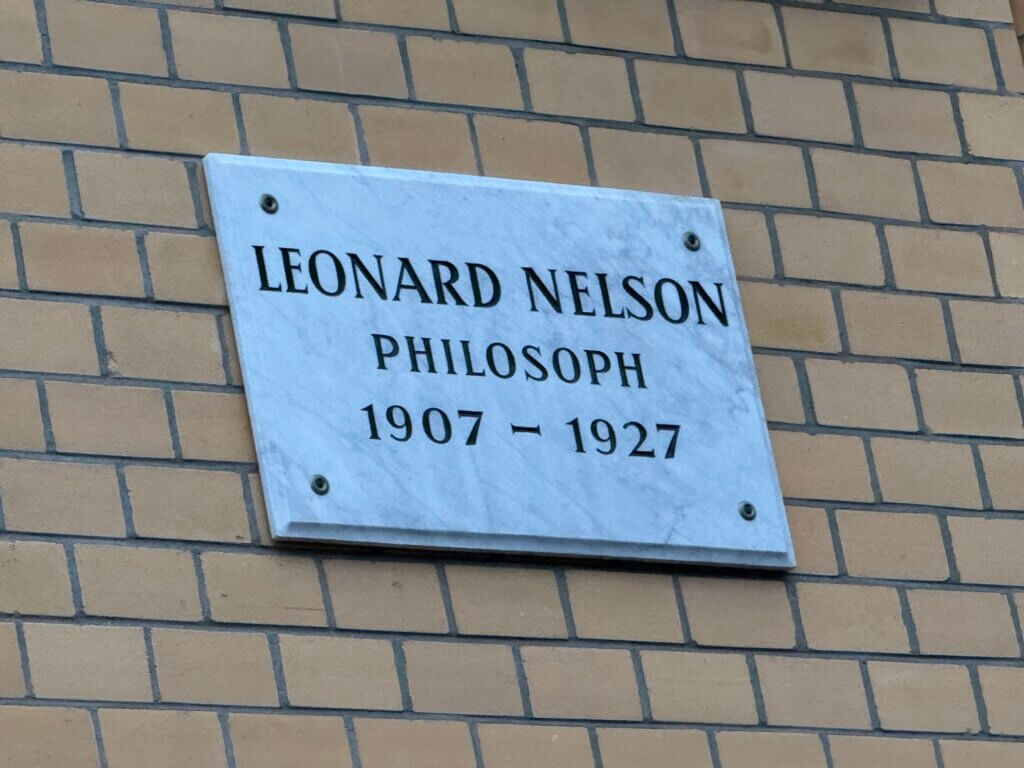 LEONARD NELSON
PHILOSOPH
1907 – 1927